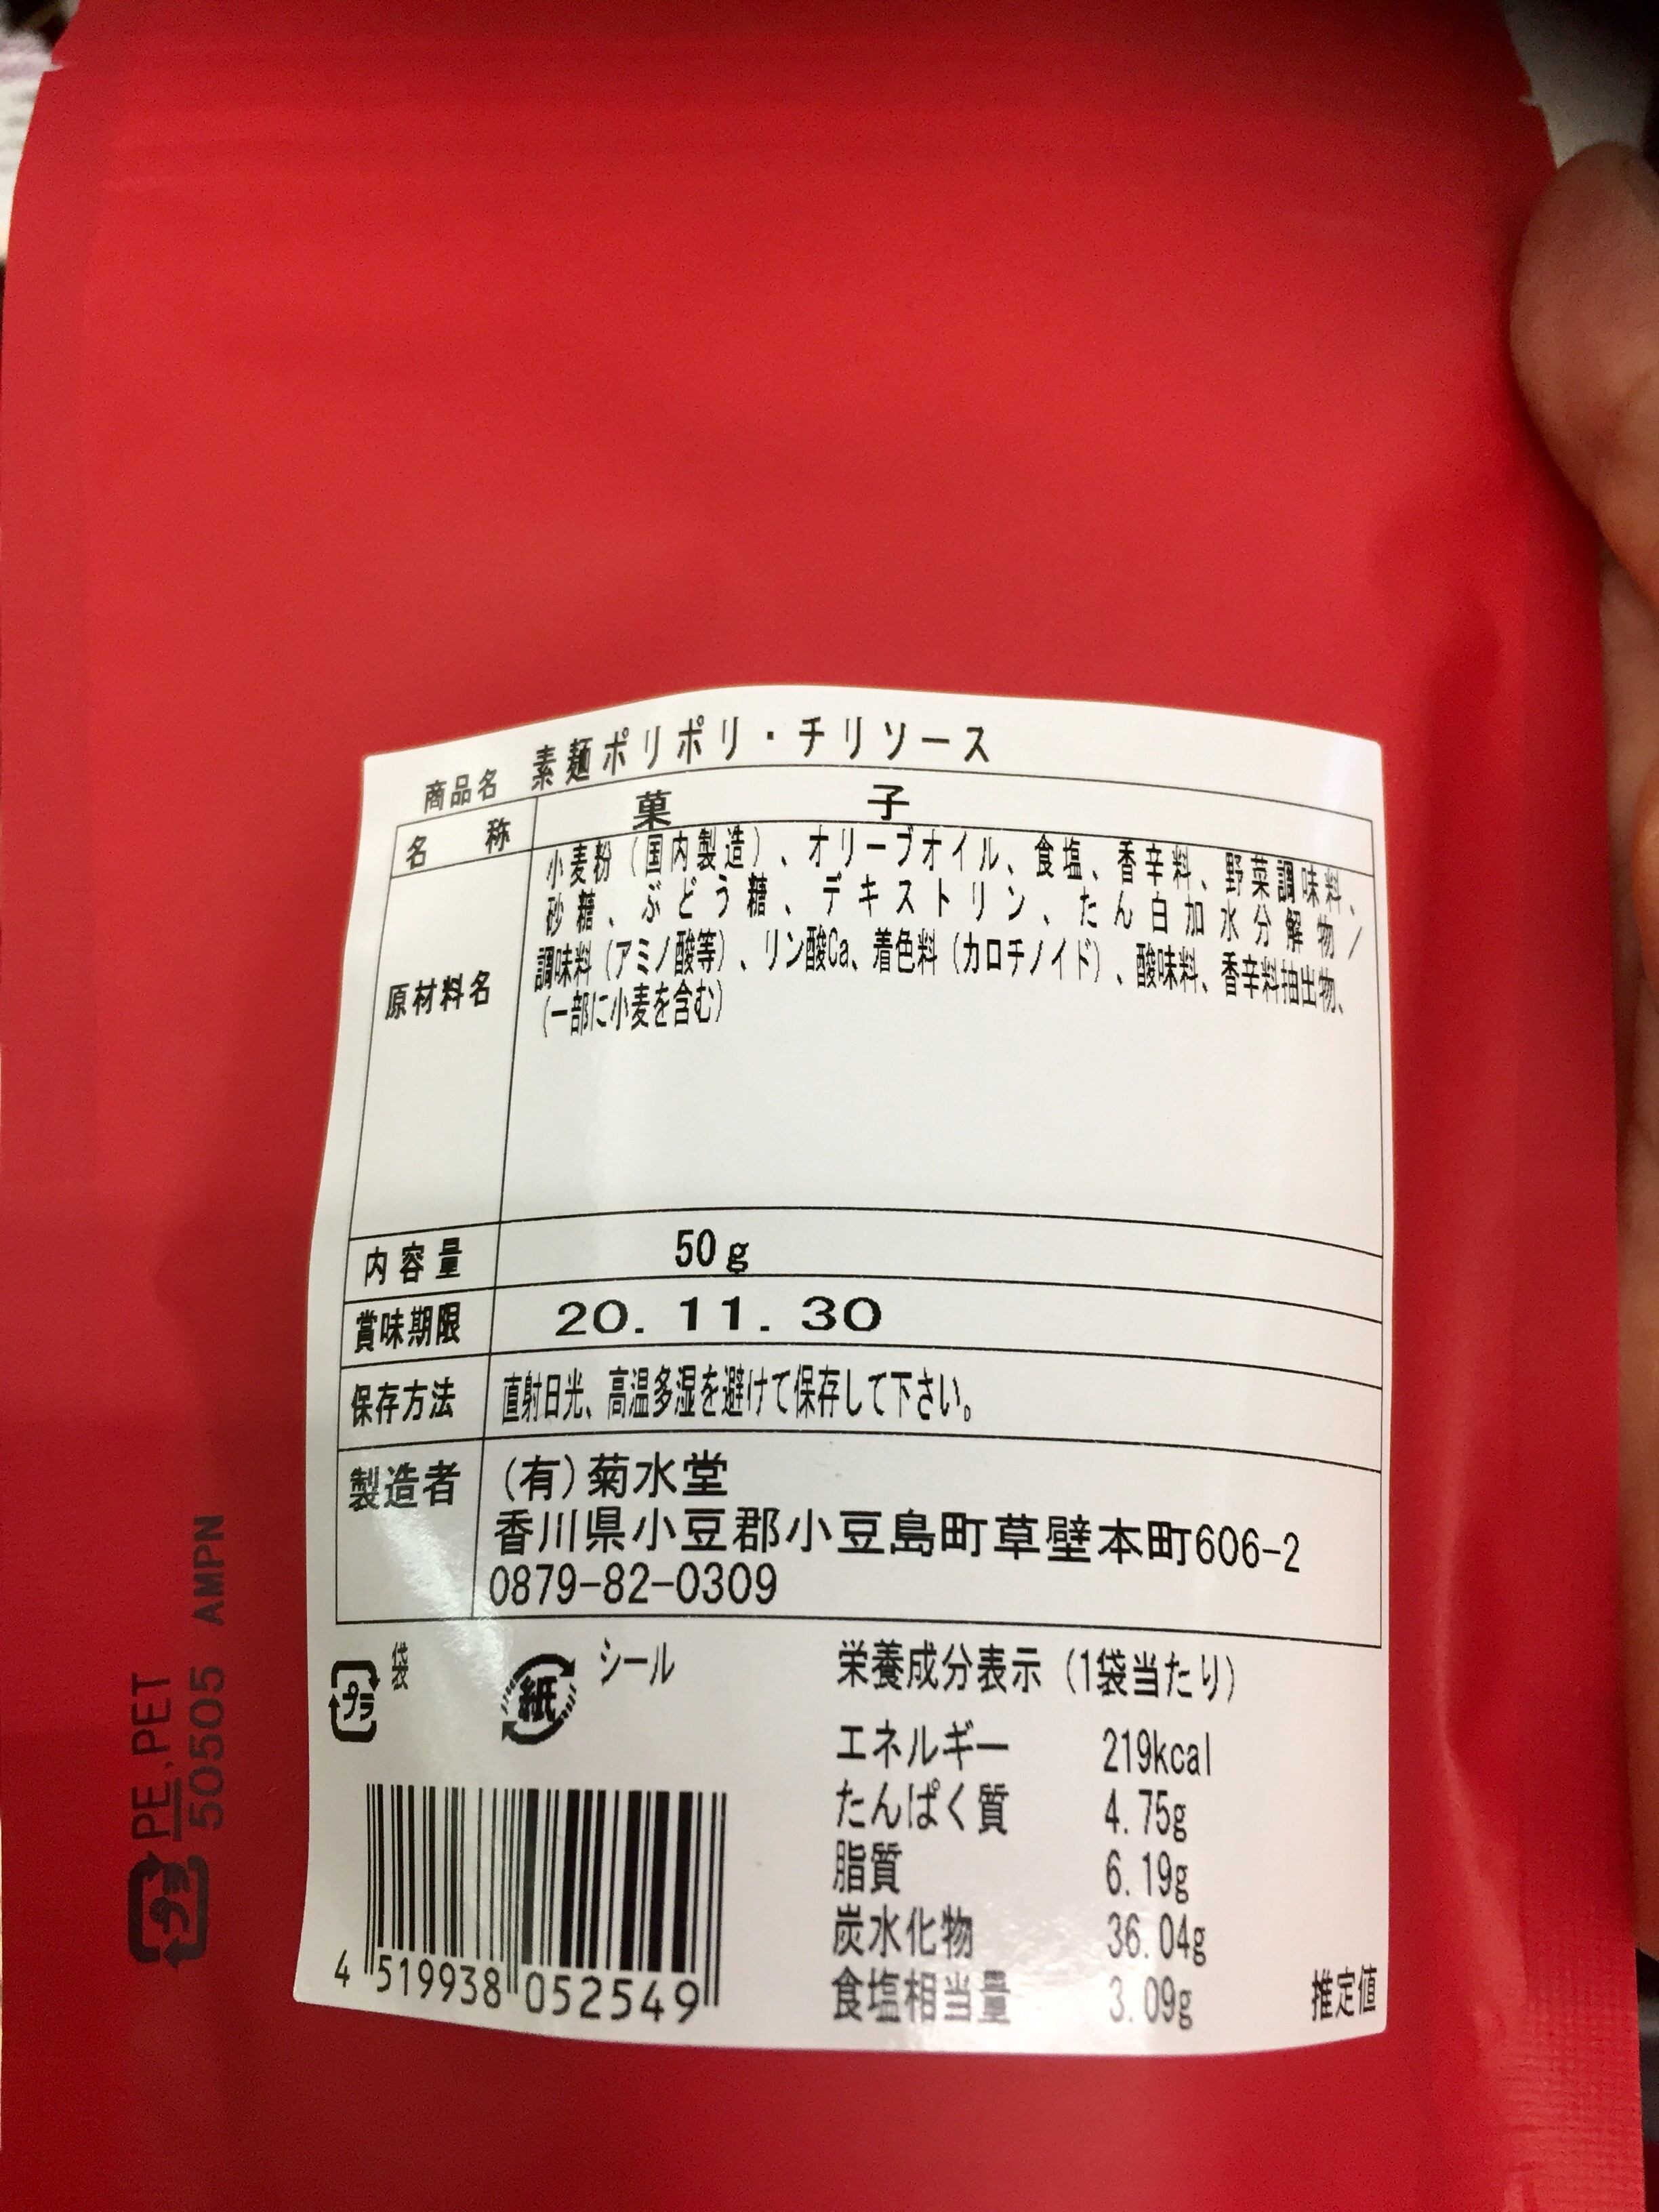 商品名 素麺ポリポリ・チリソース
名称 菓子
原材料名 小麦粉(国内製造)、オリーブオイル、食塩、香辛料、野菜調味料、
砂糖、ぶどう糖、デキストリン、たん白加水分解物/
調味料(アミノ酸等)、リン酸Ca、着色料(カロチノイド)、酸味料、香辛料抽出物、
(一部に小麦を含む)
内容量 50g
賞味期限 20. 11. 30
保存方法 直射日光、高温多湿を避けて保存して下さい。
製造者 (有)菊水堂
香川県小豆郡小豆島町草壁本町606-2
0879-82-0309
プラ 袋 紙 シール
栄養成分表示(1袋当たり)
エネルギー 219kcal
たんぱく質 4.75g
脂質 6.19g
炭水化物 36.04g
食塩相当量 3.09g
推定値
4 519938 052549
プラ PE,PET
50505 AMPN